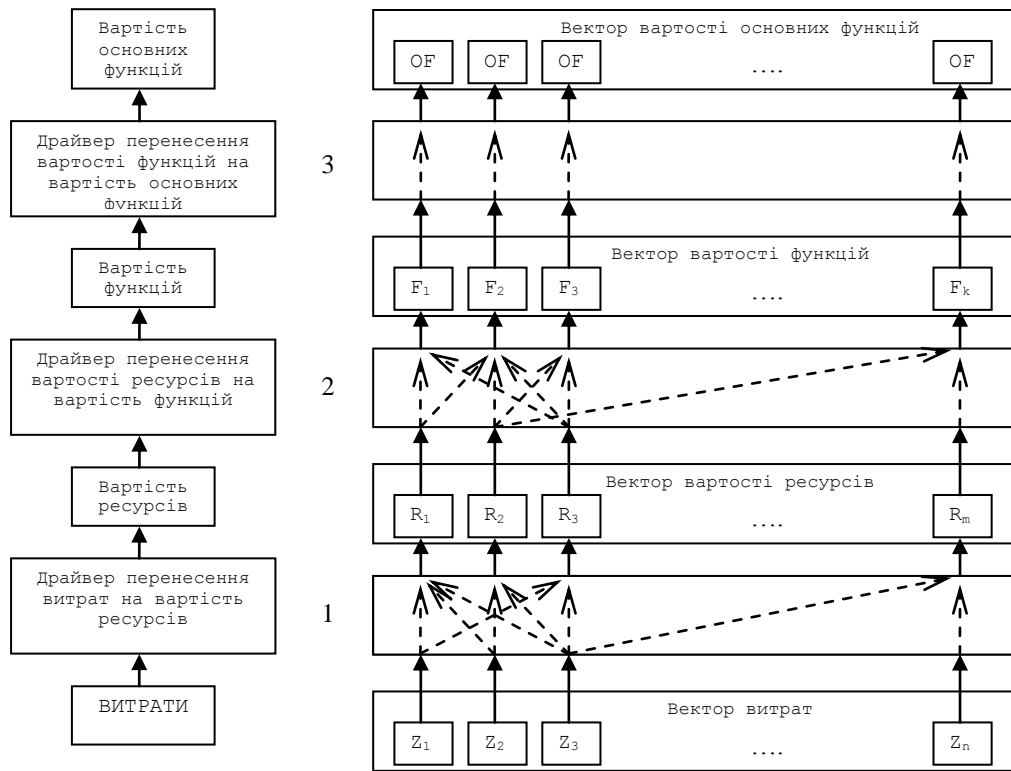 Вартість
основних
функцій
Драйвер перенесення
вартості функцій на
вартість основних
функцій
Вартість
функцій
Драйвер перенесення
вартості ресурсів на
вартість функцій
Вартість
ресурсів
Драйвер перенесення
витрат на вартість
ресурсів
ВИТРАТИ
3
2
1
Вектор вартості основних функцій
OF OF OF .... OF
Вектор вартості функцій
F₁ F₂ F₃ .... Fₖ
Вектор вартості ресурсів
R₁ R₂ R₃ .... Rₘ
Вектор витрат
Z₁ Z₂ Z₃ .... Zₙ